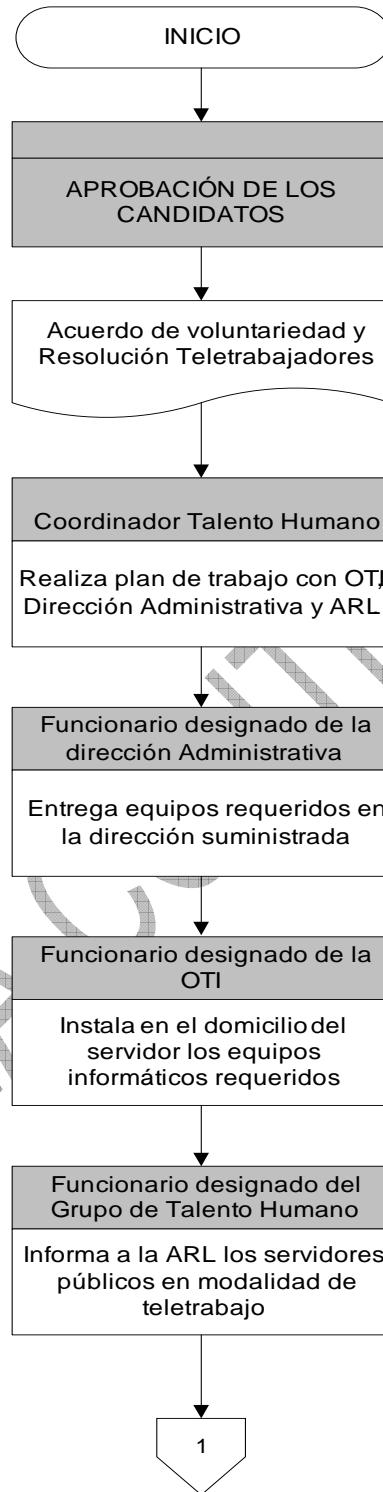 INICIO
APROBACIÓN DE LOS
CANDIDATOS
Acuerdo de voluntariedad y
Resolución Teletrabajadores
Coordinador Talento Humano
Realiza plan de trabajo con OTI,
Dirección Administrativa y ARL
Funcionario designado de la
dirección Administrativa
Entrega equipos requeridos en
la dirección suministrada
Funcionario designado de la
OTI
Instala en el domicilio del
servidor los equipos
informáticos requeridos
Funcionario designado del
Grupo de Talento Humano
Informa a la ARL los servidores
públicos en modalidad de
teletrabajo
1